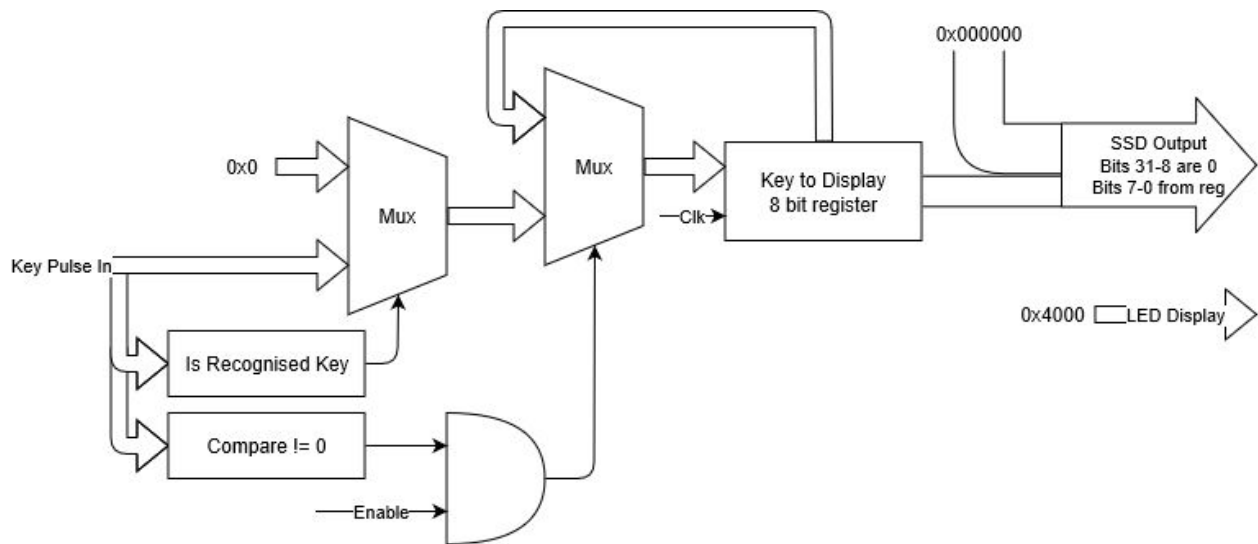 0x000000
SSD Output
Bits 31-8 are 0
Bits 7-0 from reg
0x0
Mux
Mux
Key to Display
8 bit register
Clk
Key Pulse In
0x4000
LED Display
Is Recognised Key
Compare != 0
Enable